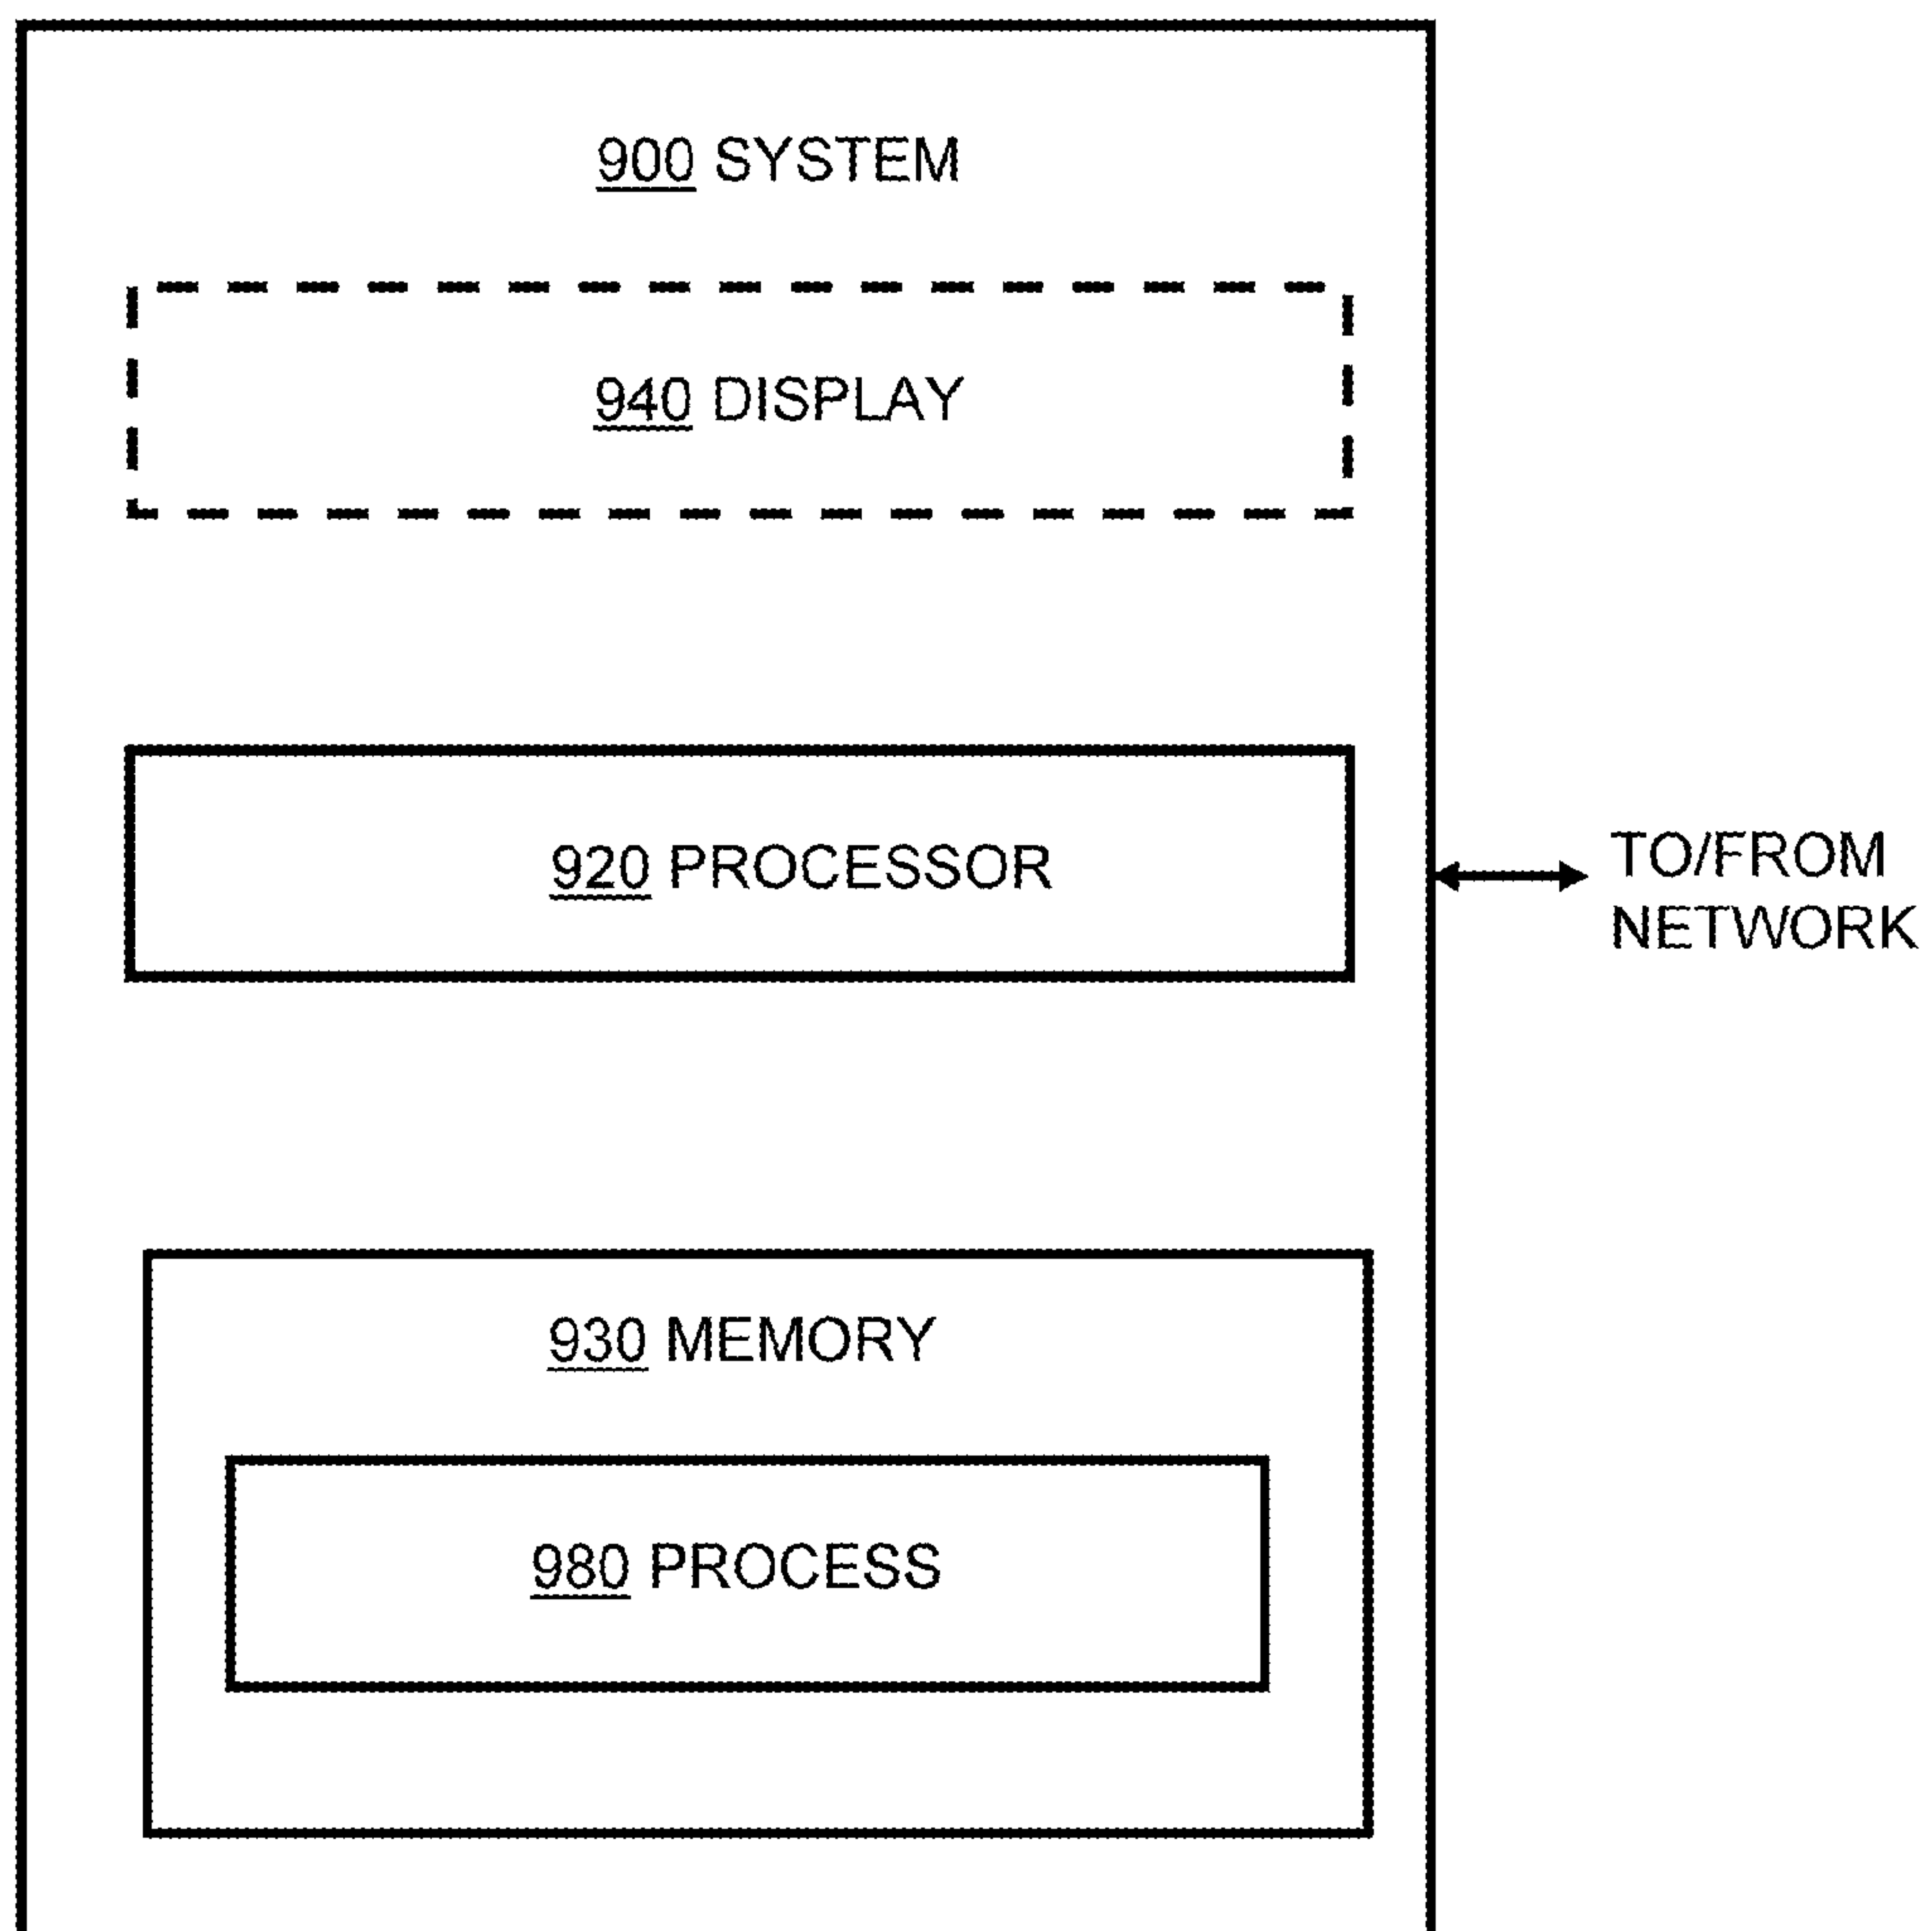 900 SYSTEM
940 DISPLAY
920 PROCESSOR
TO/FROM
NETWORK
930 MEMORY
980 PROCESS